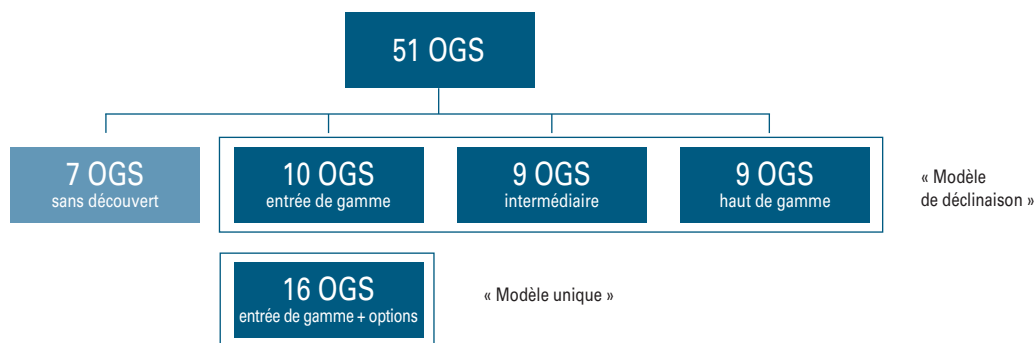 51 OGS
7 OGS
sans découvert
10 OGS
entrée de gamme
9 OGS
intermédiaire
9 OGS
haut de gamme
« Modèle
de déclinaison »
16 OGS
entrée de gamme + options
« Modèle unique »